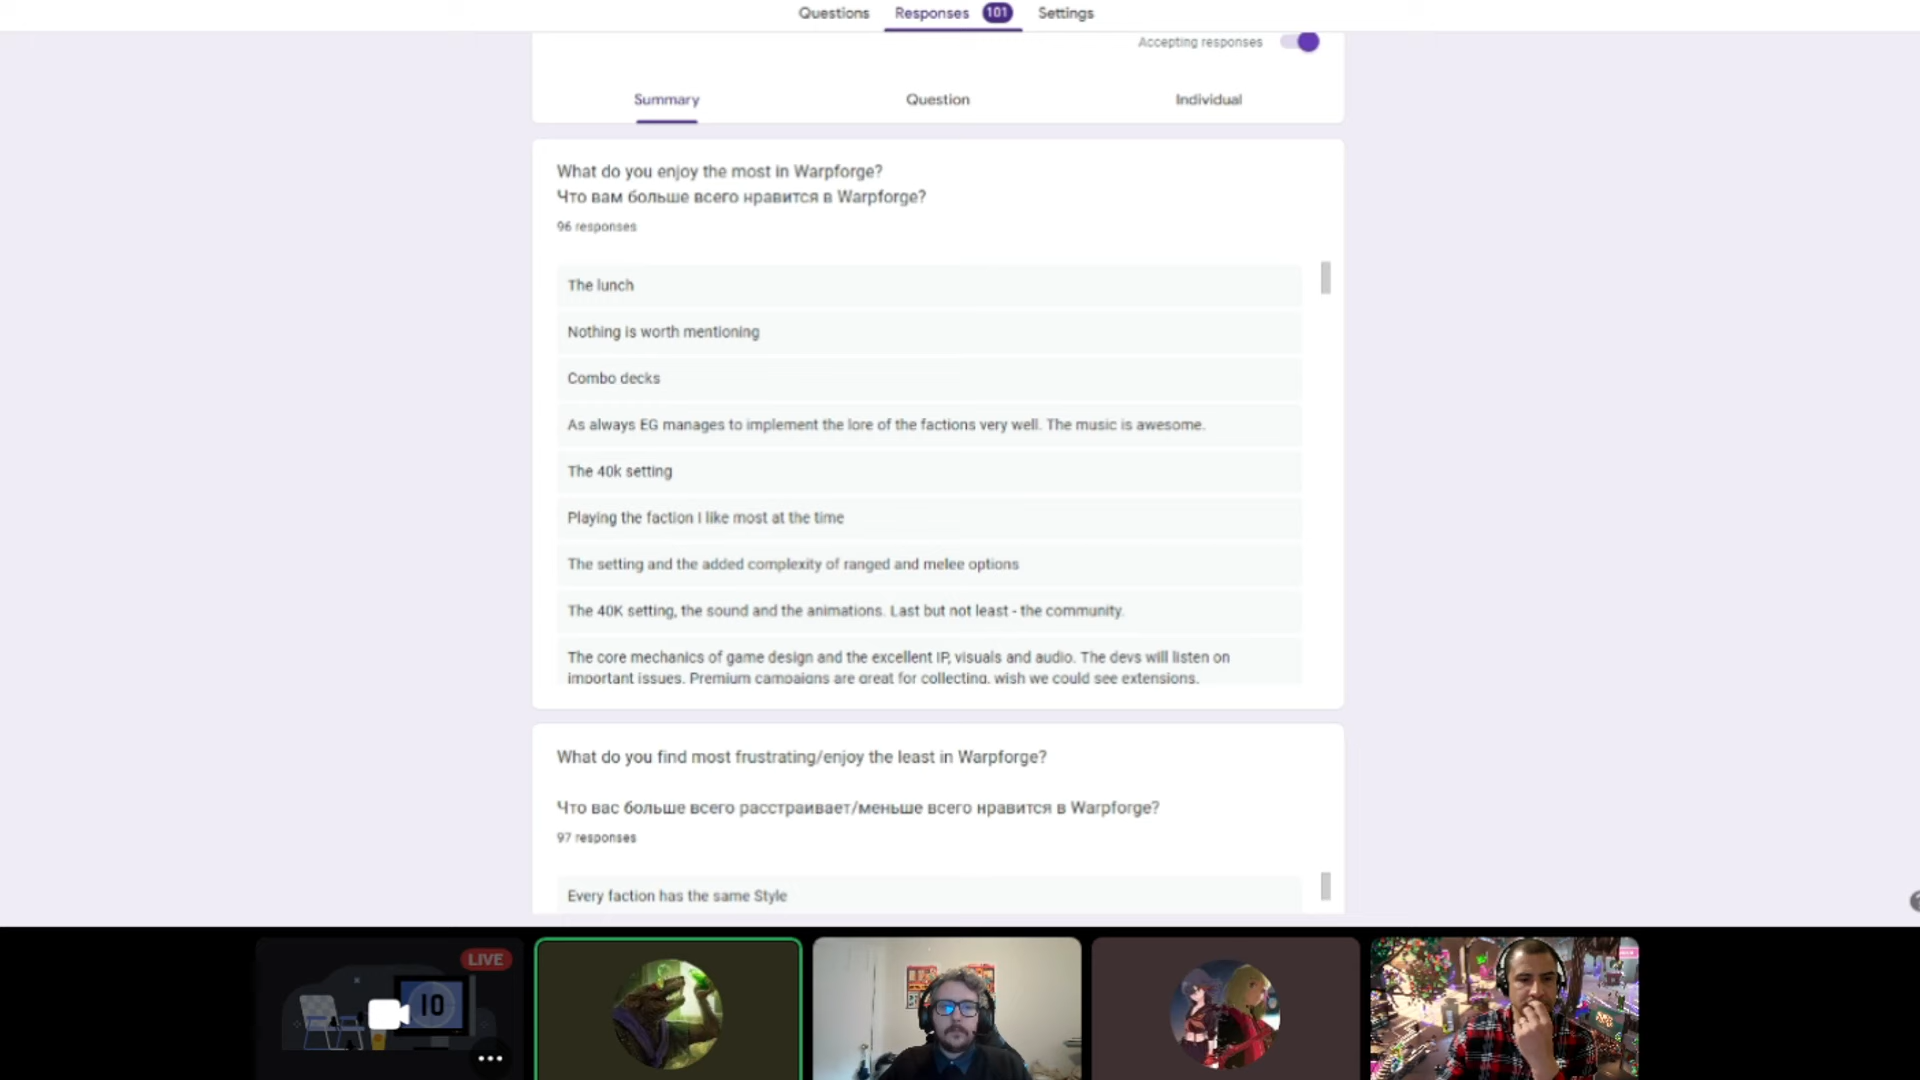 Questions Responses 101 Settings
Accepting responses
Summary Question Individual
What do you enjoy the most in Warpforge?
Что вам больше всего нравится в Warpforge?
96 responses
The lunch
Nothing is worth mentioning
Combo decks
As always EG manages to implement the lore of the factions very well. The music is awesome.
The 40k setting
Playing the faction I like most at the time
The setting and the added complexity of ranged and melee options
The 40K setting, the sound and the animations. Last but not least - the community.
The core mechanics of game design and the excellent IP, visuals and audio. The devs will listen on
important issues. Premium campaigns are great for collecting, wish we could see extensions.
What do you find most frustrating/enjoy the least in Warpforge?
Что вас больше всего расстраивает/меньше всего нравится в Warpforge?
97 responses
Every faction has the same Style
LIVE
10